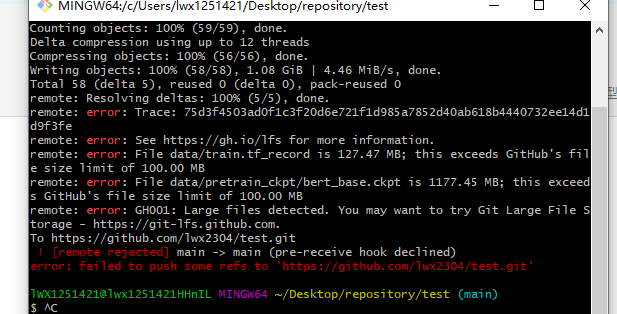 MINGW64:/c/Users/lwx1251421/Desktop/repository/test
Counting objects: 100% (59/59), done.
Delta compression using up to 12 threads
Compressing objects: 100% (56/56), done.
Writing objects: 100% (58/58), 1.08 GiB | 4.46 MiB/s, done.
Total 58 (delta 5), reused 0 (delta 0), pack-reused 0
remote: Resolving deltas: 100% (5/5), done.
remote: error: Trace: 75d3f4503ad0f1c3f20d6e721f1d985a7852d40ab618b4440732ee14d1
d9f3fe
remote: error: See https://gh.io/lfs for more information.
remote: error: File data/train.tf_record is 127.47 MB; this exceeds GitHub's fil
e size limit of 100.00 MB
remote: error: File data/pretrain_ckpt/bert_base.ckpt is 1177.45 MB; this exceed
s GitHub's file size limit of 100.00 MB
remote: error: GH001: Large files detected. You may want to try Git Large File S
torage - https://git-lfs.github.com.
To https://github.com/lwx2304/test.git
! [remote rejected] main -> main (pre-receive hook declined)
error: failed to push some refs to 'https://github.com/lwx2304/test.git'
lWX1251421@lwx1251421HHnIL MINGW64 ~/Desktop/repository/test (main)
$ ^C